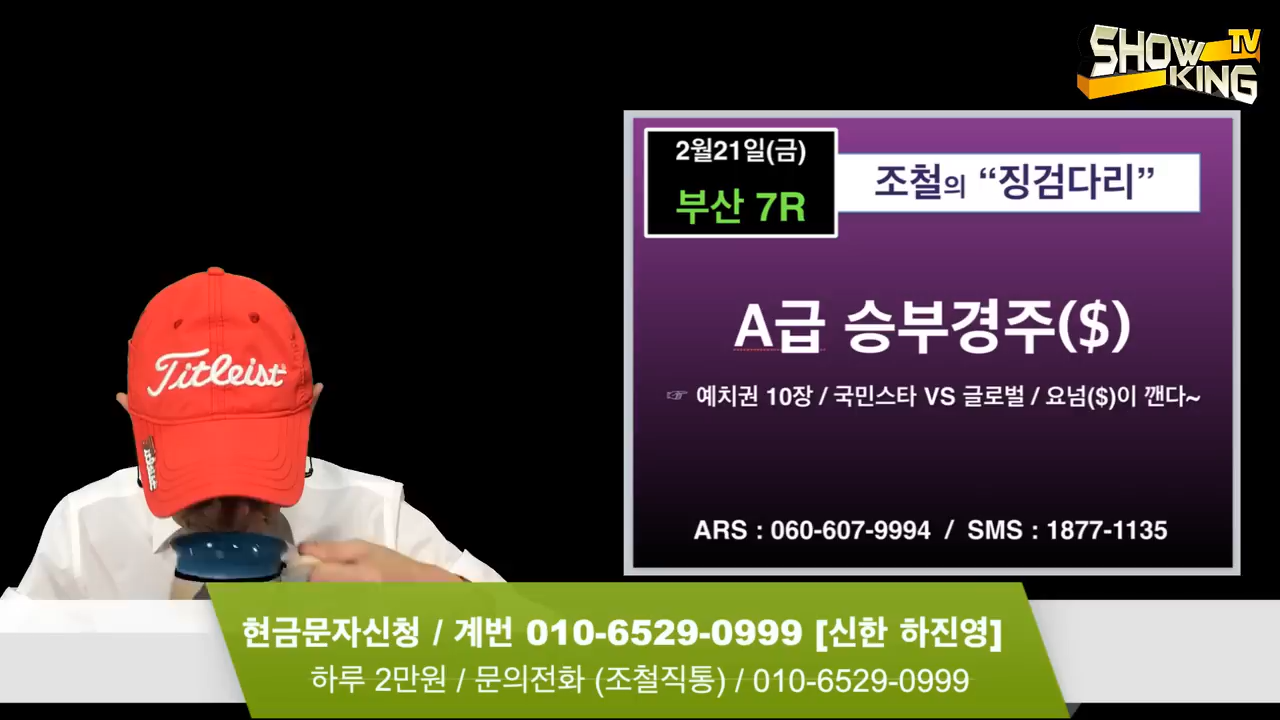 SHOW TV
KING
2월21일(금)
부산 7R
조철의 “징검다리”
A급 승부경주($)
☞ 예치권 10장 / 국민스타 VS 글로벌 / 요넘($)이 깬다~
ARS : 060-607-9994 / SMS : 1877-1135
Titleist
Titleist
현금문자신청 / 계번 010-6529-0999 [신한 하진영]
하루 2만원 / 문의전화 (조철직통) / 010-6529-0999